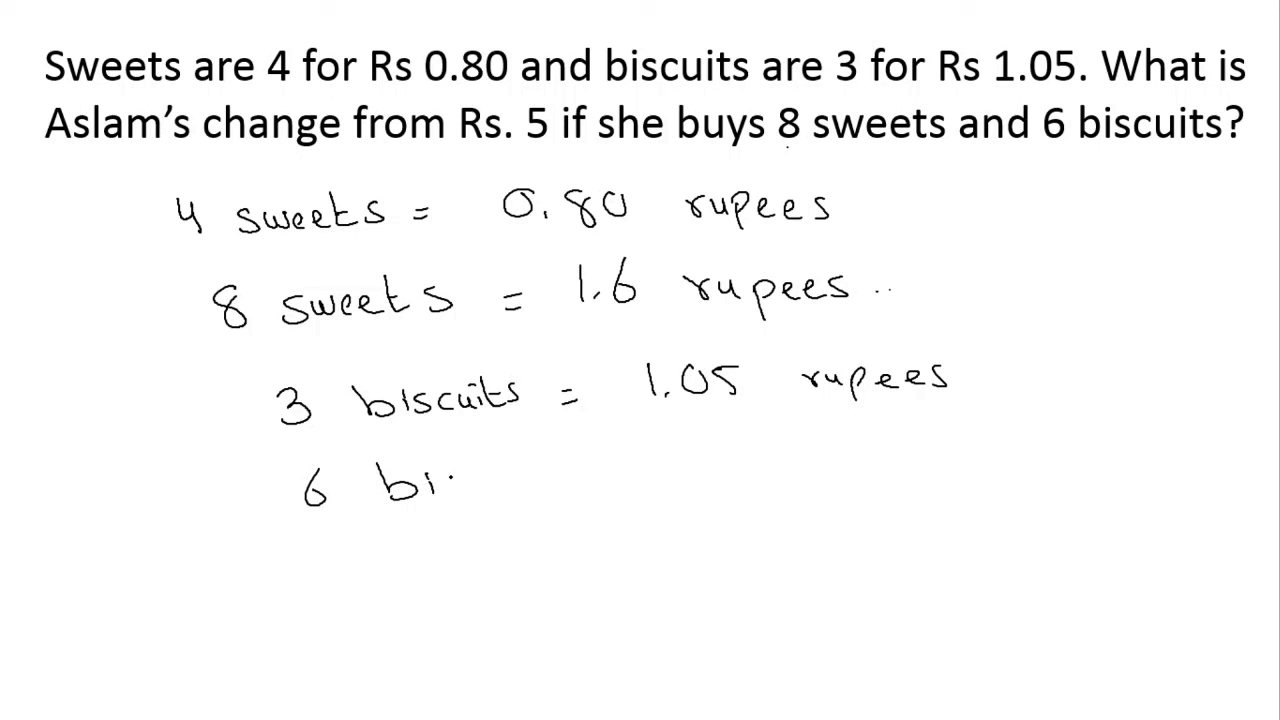 Sweets are 4 for Rs 0.80 and biscuits are 3 for Rs 1.05. What is
Aslam’s change from Rs. 5 if she buys 8 sweets and 6 biscuits?
4 sweets = 0.80 rupees
8 sweets = 1.6 rupees ..
3 biscuits = 1.05 rupees
6 bi